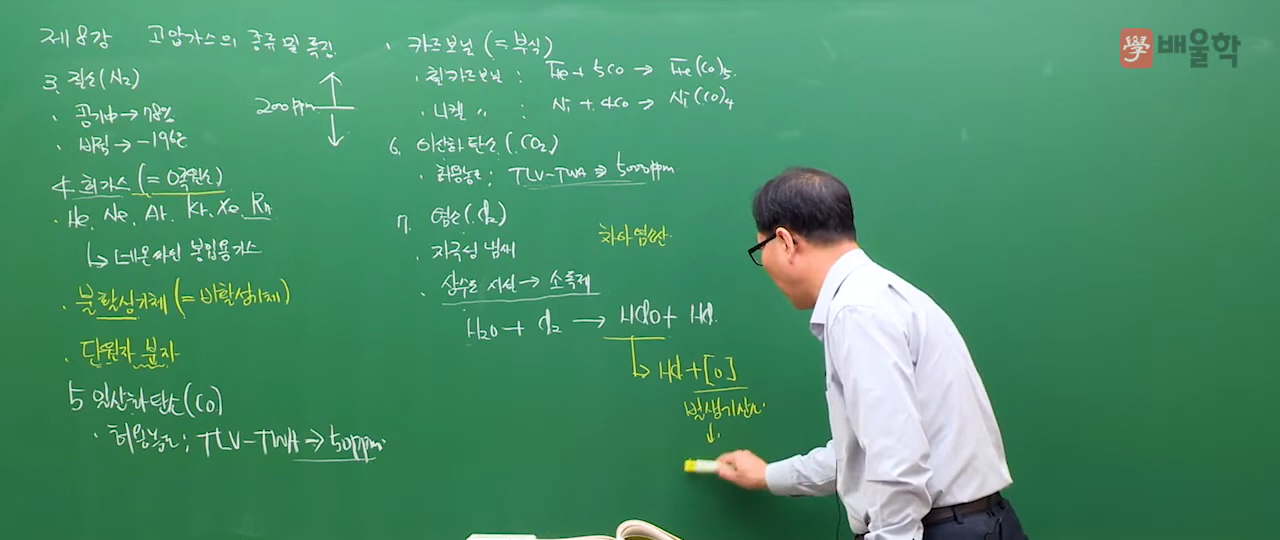 제8강 고압가스의 종류 및 특징
3. 질소(N₂)
· 공기中→78%
· 비점→-196℃
200ppm
4. 희가스(=0족원소)
· He, Ne, Ar, Kr, Xe, Rn
↳ 네온싸인 봉입용가스
· 불활성기체(=비활성기체)
· 단원자 분자
5 일산화탄소(CO)
· 허용농도; TLV-TWA⇒50ppm.
· 카르보닐(=부식)
· 철카르보닐 : Fe+5CO→Fe(CO)₅.
· 니켈 〃 : Ni+4CO→Ni(CO)₄
6. 이산화탄소(CO₂)
· 허용농도; TLV-TWA⇒5000ppm
7. 염소(Cl₂)
· 자극성 냄새
차아염소산.
· 상수도 시설→소독제
H₂O+Cl₂→HClO+HCl.
↳ HCl+[O]
발생기산소.
↓
學 배울학